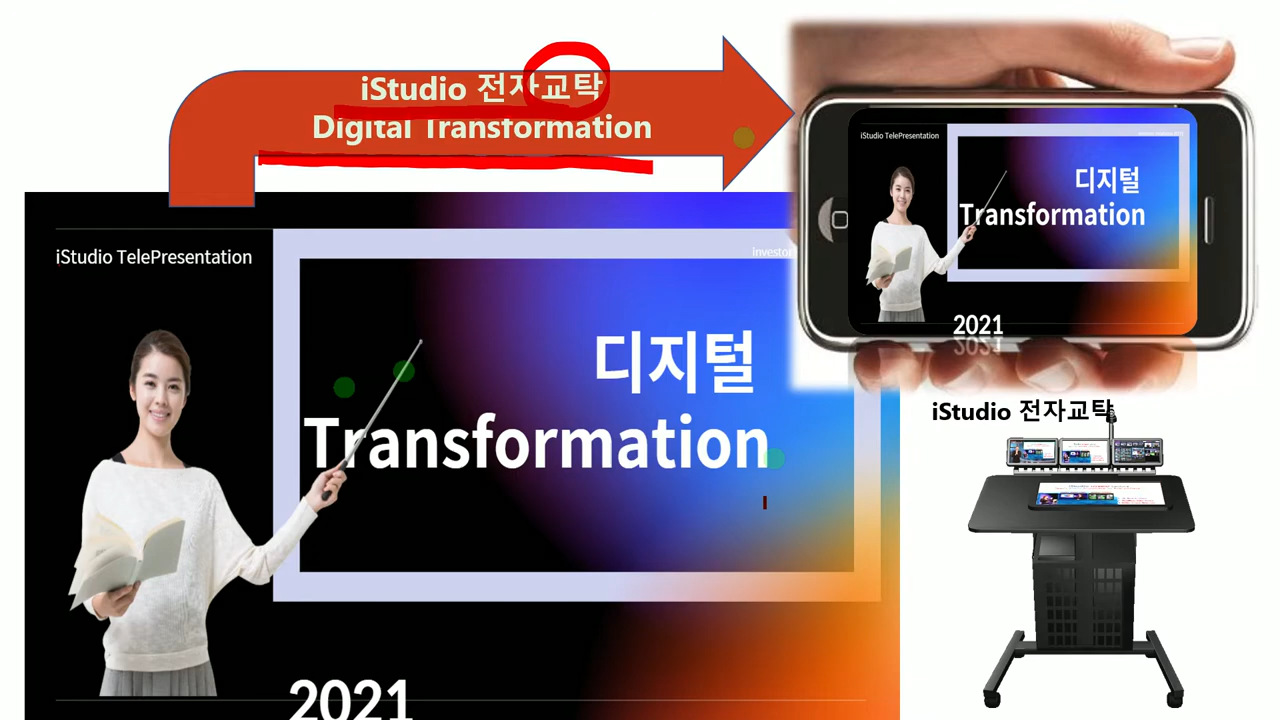 iStudio 전자교탁
Digital Transformation
iStudio TelePresentation
디지털
Transformation
2021
iStudio TelePresentation
investor
디지털
Transformation
2021
iStudio 전자교탁